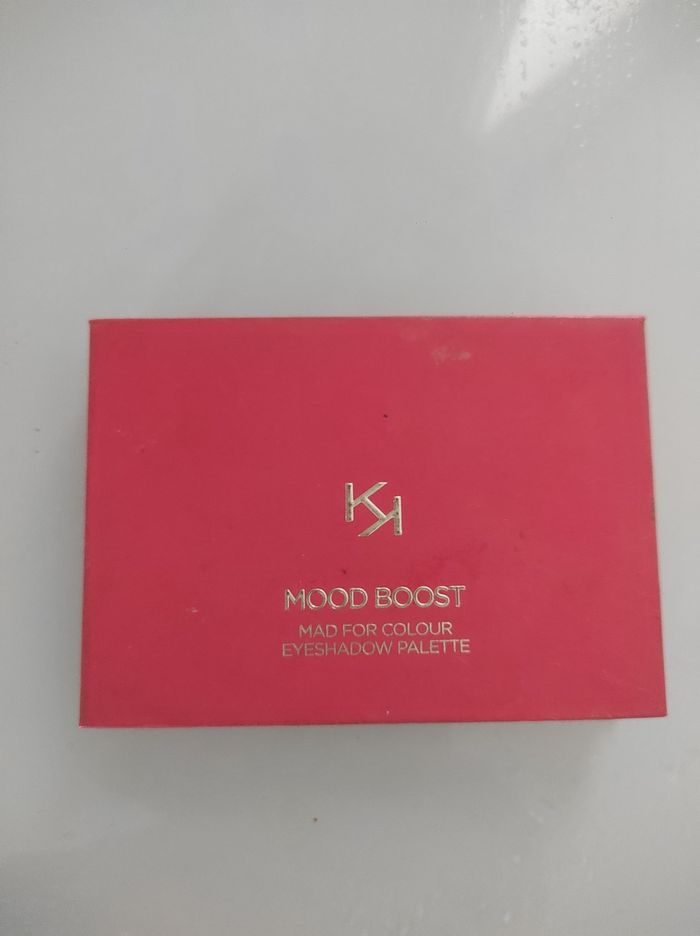 KK
MOOD BOOST
MAD FOR COLOUR
EYESHADOW PALETTE